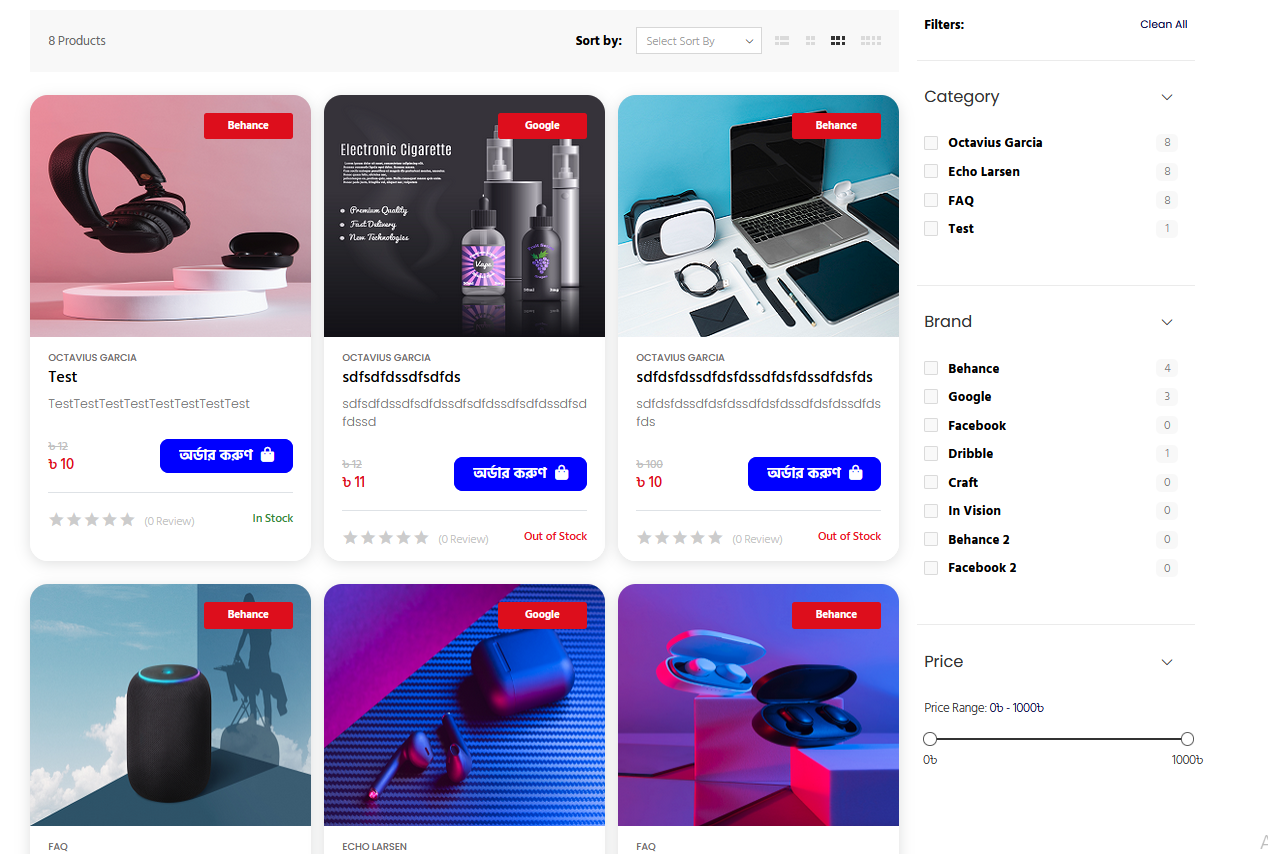 8 Products
Sort by:
Select Sort By
Filters:
Clean All
Behance
Google
Behance
Electronic Cigarette
Premium Quality
Fast Delivery
New Technologies
OCTAVIUS GARCIA
Test
TestTestTestTestTestTestTestTest
৳ 12
৳ 10
অর্ডার করুণ
(0 Review)
In Stock
OCTAVIUS GARCIA
sdfsdfdssdfsdfds
sdfsdfdssdfsdfdssdfsdfdssdfsdfdssdfsd
fdssd
৳ 12
৳ 11
অর্ডার করুণ
(0 Review)
Out of Stock
OCTAVIUS GARCIA
sdfdsfdssdfdsfdssdfdsfdssdfdsfds
sdfdsfdssdfdsfdssdfdsfdssdfdsfdssdfds
fds
৳ 100
৳ 10
অর্ডার করুণ
(0 Review)
Out of Stock
Behance
Google
Behance
FAQ
ECHO LARSEN
FAQ
Category
Octavius Garcia 8
Echo Larsen 8
FAQ 8
Test 1
Brand
Behance 4
Google 3
Facebook 0
Dribble 1
Craft 0
In Vision 0
Behance 2 0
Facebook 2 0
Price
Price Range: 0৳ - 1000৳
0৳
1000৳